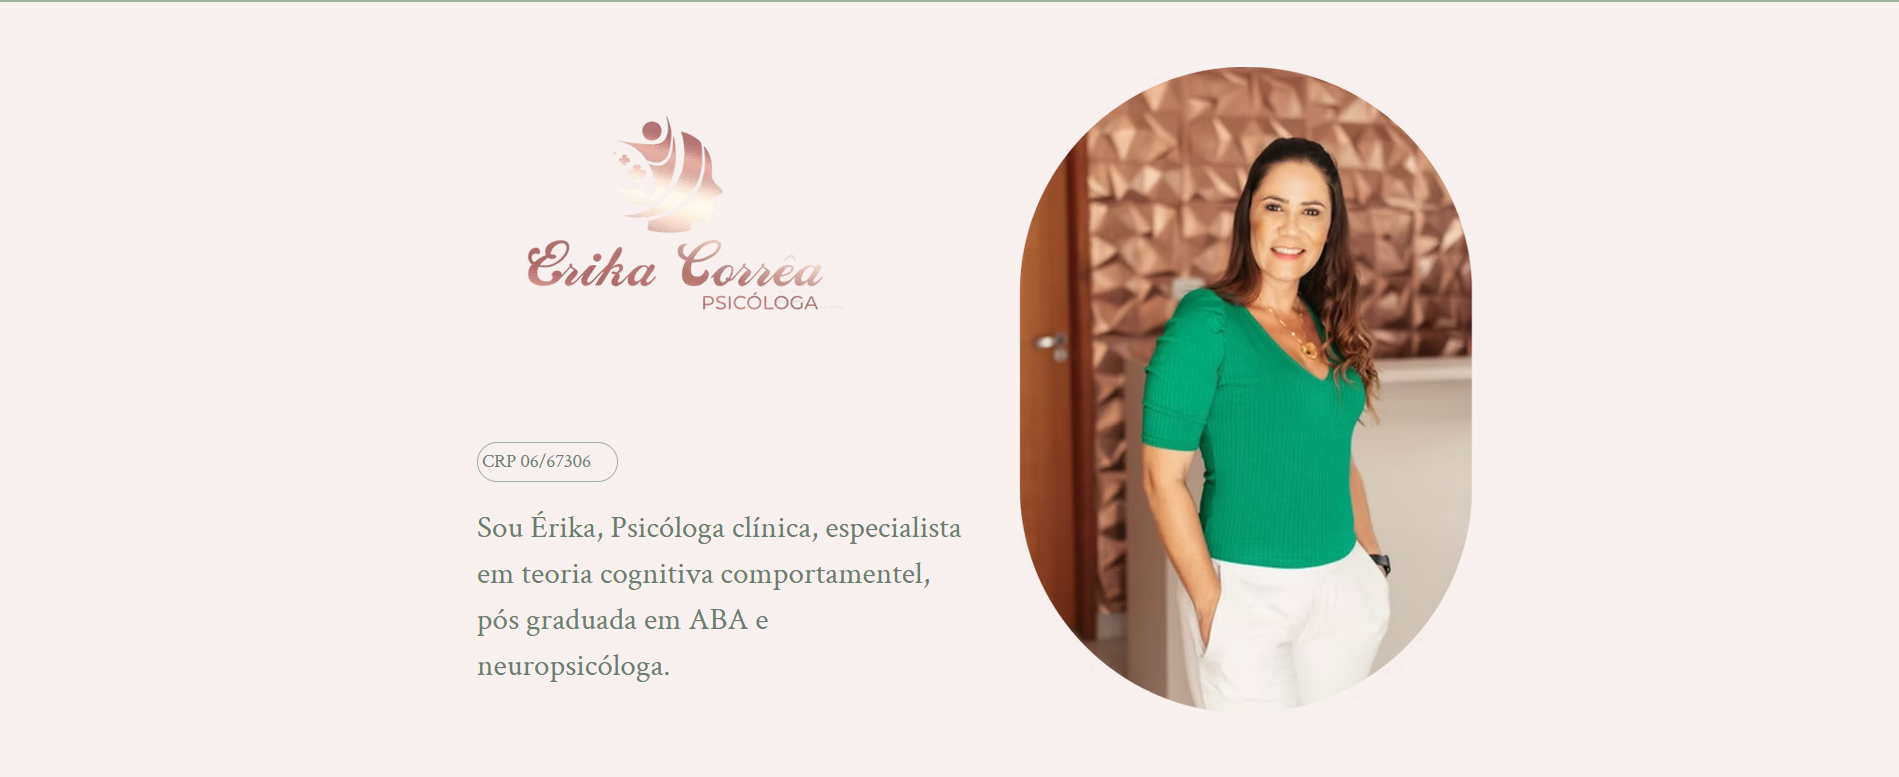 Erika Corrêa
PSICÓLOGA
CRP 06/67306
Sou Érika, Psicóloga clínica, especialista
em teoria cognitiva comportamentel,
pós graduada em ABA e
neuropsicóloga.